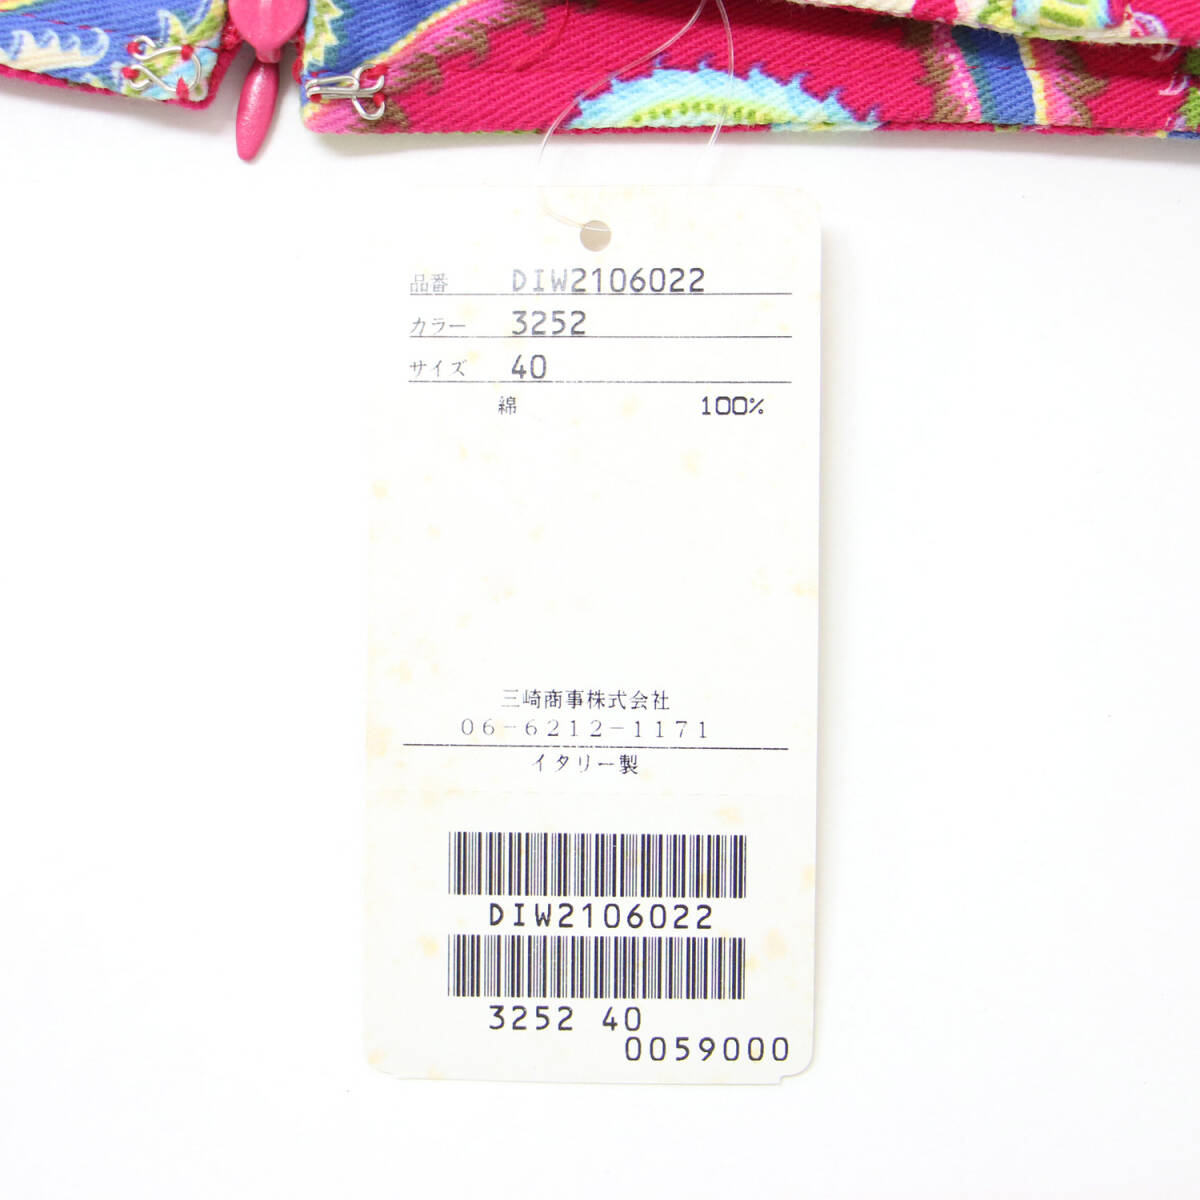 品番 DIW2106022
カラー 3252
サイズ 40
綿 100%
三崎商事株式会社
06-6212-1171
イタリー製
DIW2106022
3252 40
0059000